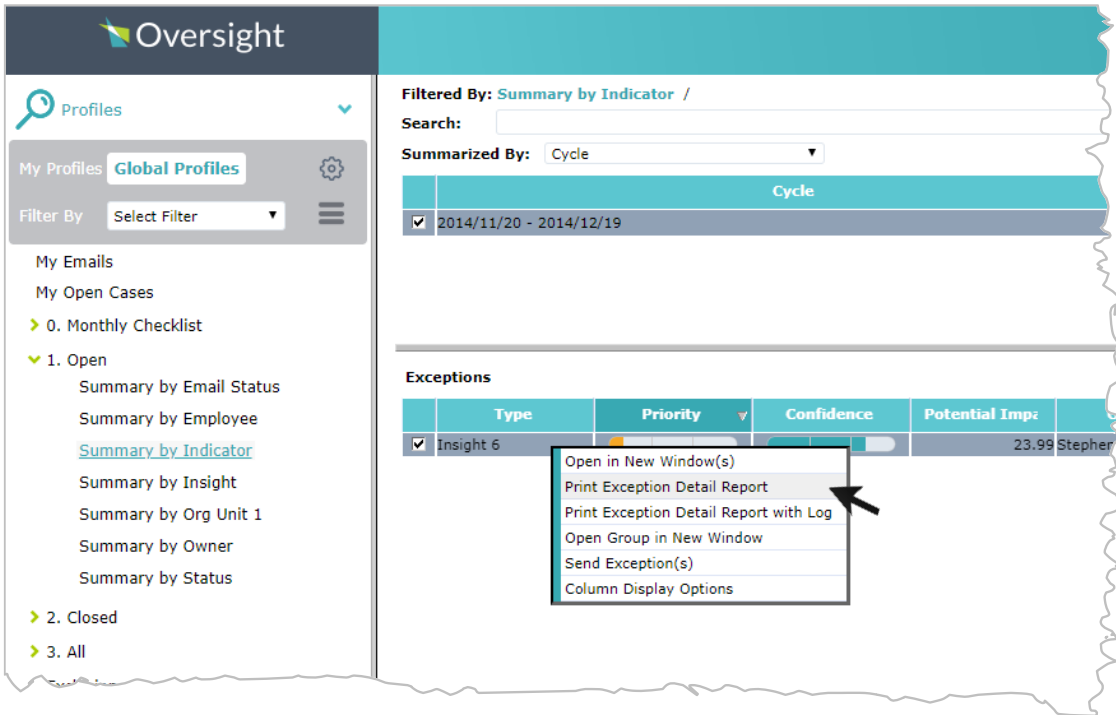 Oversight
Profiles
My Profiles Global Profiles
Filter By Select Filter
My Emails
My Open Cases
0. Monthly Checklist
1. Open
Summary by Email Status
Summary by Employee
Summary by Indicator
Summary by Insight
Summary by Org Unit 1
Summary by Owner
Summary by Status
2. Closed
3. All
Filtered By: Summary by Indicator /
Search:
Summarized By: Cycle
Cycle
2014/11/20 - 2014/12/19
Exceptions
Type Priority Confidence Potential Impa
Insight 6 23.99 Stephen
Open in New Window(s)
Print Exception Detail Report
Print Exception Detail Report with Log
Open Group in New Window
Send Exception(s)
Column Display Options